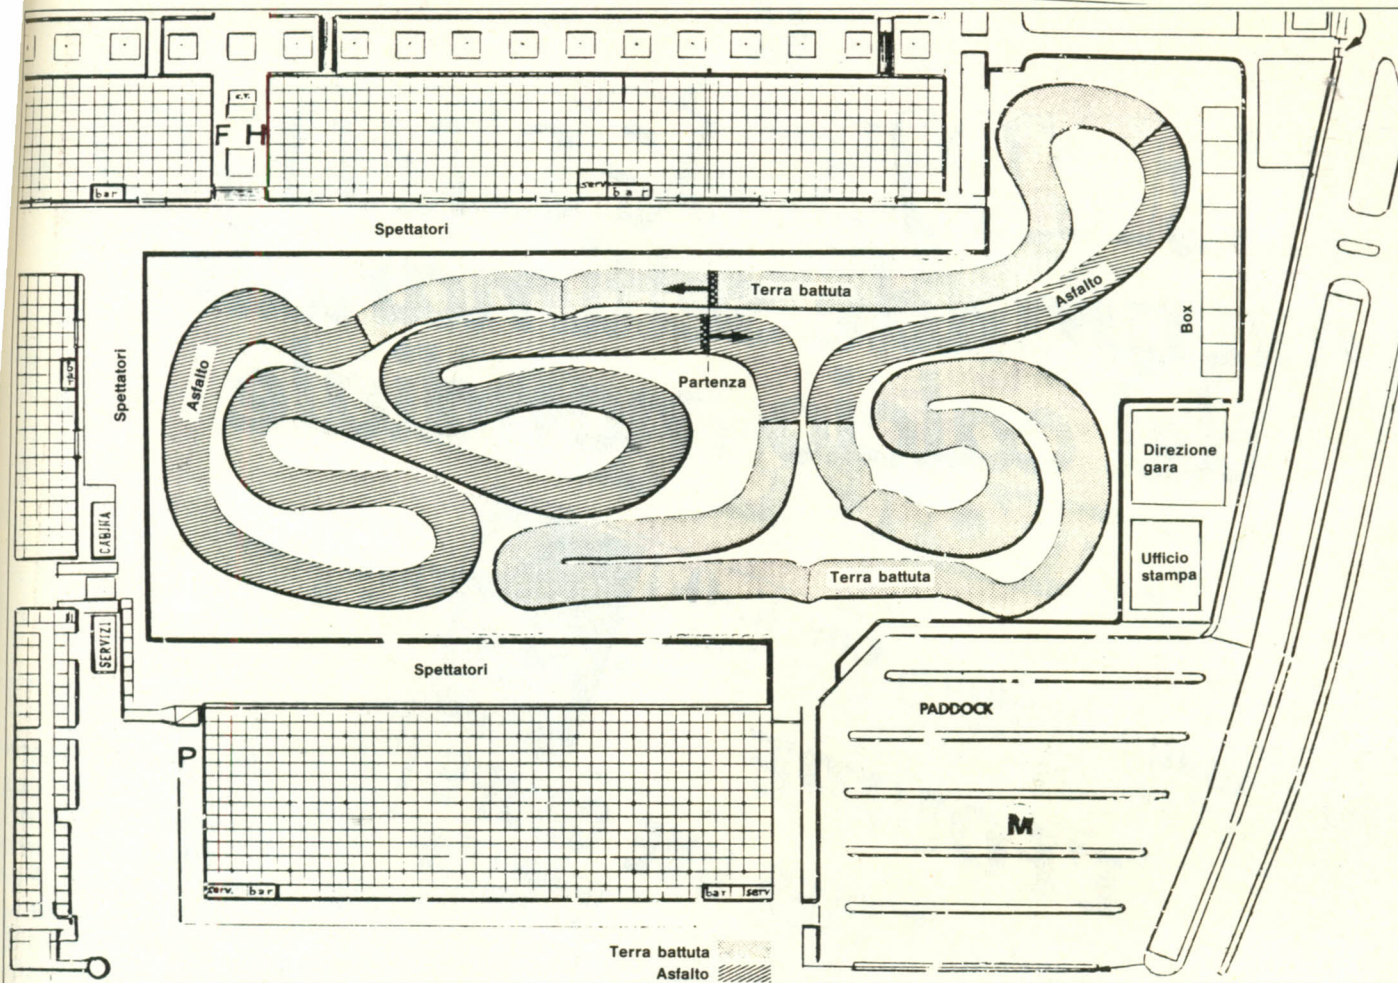 c.v.
F H
bar
serv
bar
Spettatori
Terra battuta
Asfalto
Box
Partenza
Asfalto
Spettatori
Direzione
gara
CABINA
Ufficio
stampa
Terra battuta
SERVIZI
Spettatori
PADDOCK
P
M
serv. bar
bar serv
Terra battuta
Asfalto